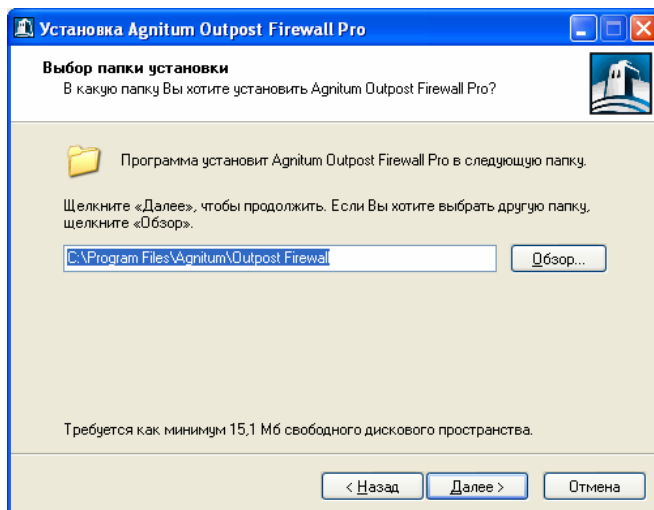 Установка Agnitum Outpost Firewall Pro
Выбор папки установки
В какую папку Вы хотите установить Agnitum Outpost Firewall Pro?
Программа установит Agnitum Outpost Firewall Pro в следующую папку.
Щелкните «Далее», чтобы продолжить. Если Вы хотите выбрать другую папку,
щелкните «Обзор».
C:\Program Files\Agnitum\Outpost Firewall
Обзор...
Требуется как минимум 15,1 Мб свободного дискового пространства.
< Назад
Далее >
Отмена